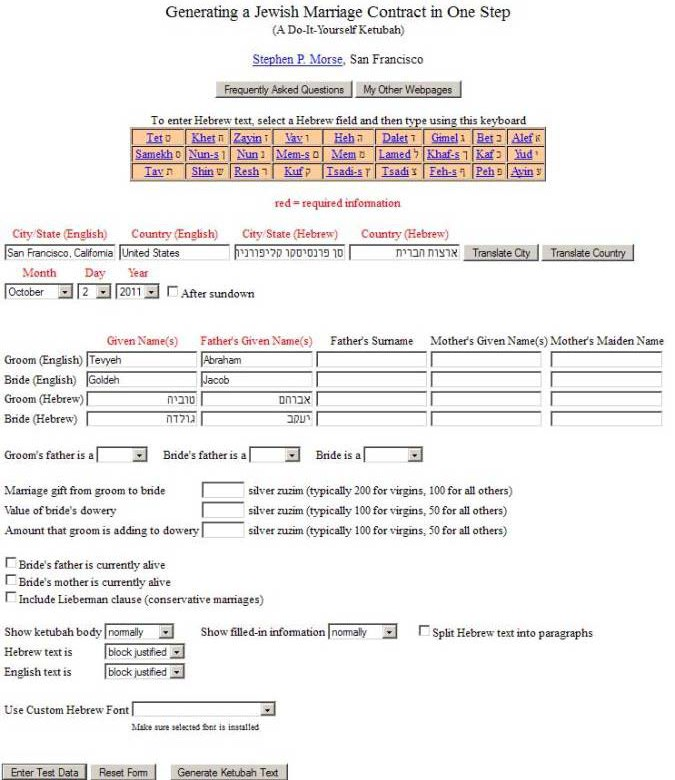 Generating a Jewish Marriage Contract in One Step
(A Do-It-Yourself Ketubah)
Stephen P. Morse, San Francisco
Frequently Asked Questions My Other Webpages
To enter Hebrew text, select a Hebrew field and then type using this keyboard
Tet ט Khet ח Zayin ז Vav ו Heh ה Dalet ד Gimel ג Bet ב Alef א
Samekh ס Nun-s ן Nun נ Mem-s ם Mem מ Lamed ל Khaf-s ך Kaf כ Yud י
Tav ת Shin ש Resh ר Kuf ק Tsadi-s ץ Tsadi צ Feh-s ף Peh פ Ayin ע
red = required information
City/State (English) Country (English) City/State (Hebrew) Country (Hebrew)
San Francisco, California United States סן פרנסיסקו קליפורניה ארצות הברית Translate City Translate Country
Month Day Year
October 2 2011 After sundown
Given Name(s) Father's Given Name(s) Father's Surname Mother's Given Name(s) Mother's Maiden Name
Groom (English) Tevyeh Abraham
Bride (English) Goldeh Jacob
Groom (Hebrew) טוביה אברהם
Bride (Hebrew) גולדה יעקב
Groom's father is a Bride's father is a Bride is a
Marriage gift from groom to bride silver zuzim (typically 200 for virgins, 100 for all others)
Value of bride's dowery silver zuzim (typically 100 for virgins, 50 for all others)
Amount that groom is adding to dowery silver zuzim (typically 100 for virgins, 50 for all others)
Bride's father is currently alive
Bride's mother is currently alive
Include Lieberman clause (conservative marriages)
Show ketubah body normally Show filled-in information normally Split Hebrew text into paragraphs
Hebrew text is block justified
English text is block justified
Use Custom Hebrew Font
Make sure selected font is installed
Enter Test Data Reset Form Generate Ketubah Text